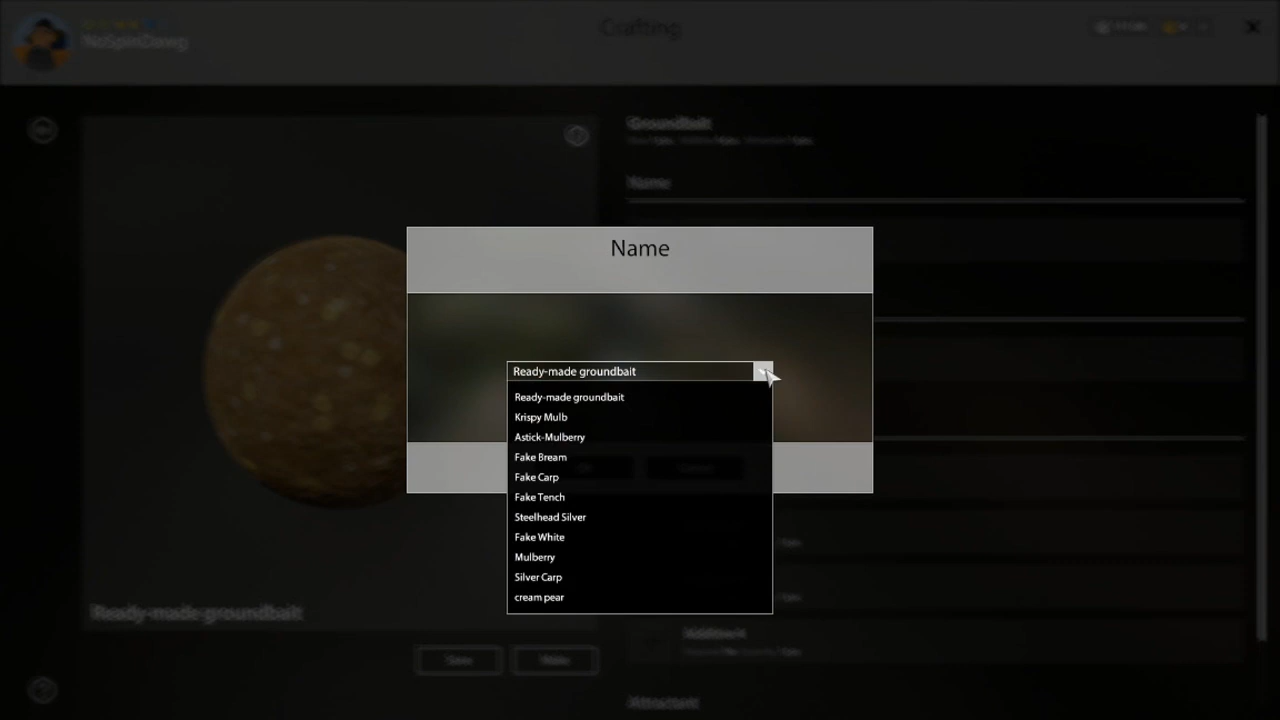 Crafting
NoSpinDawg
Groundbait
Name
Name
Ready-made groundbait
Ready-made groundbait
Krispy Mulb
Astick-Mulberry
Fake Bream
Fake Carp
Fake Tench
Steelhead Silver
Fake White
Mulberry
Silver Carp
cream pear
Ready-made groundbait
Save
Make
Cancel
Attractant